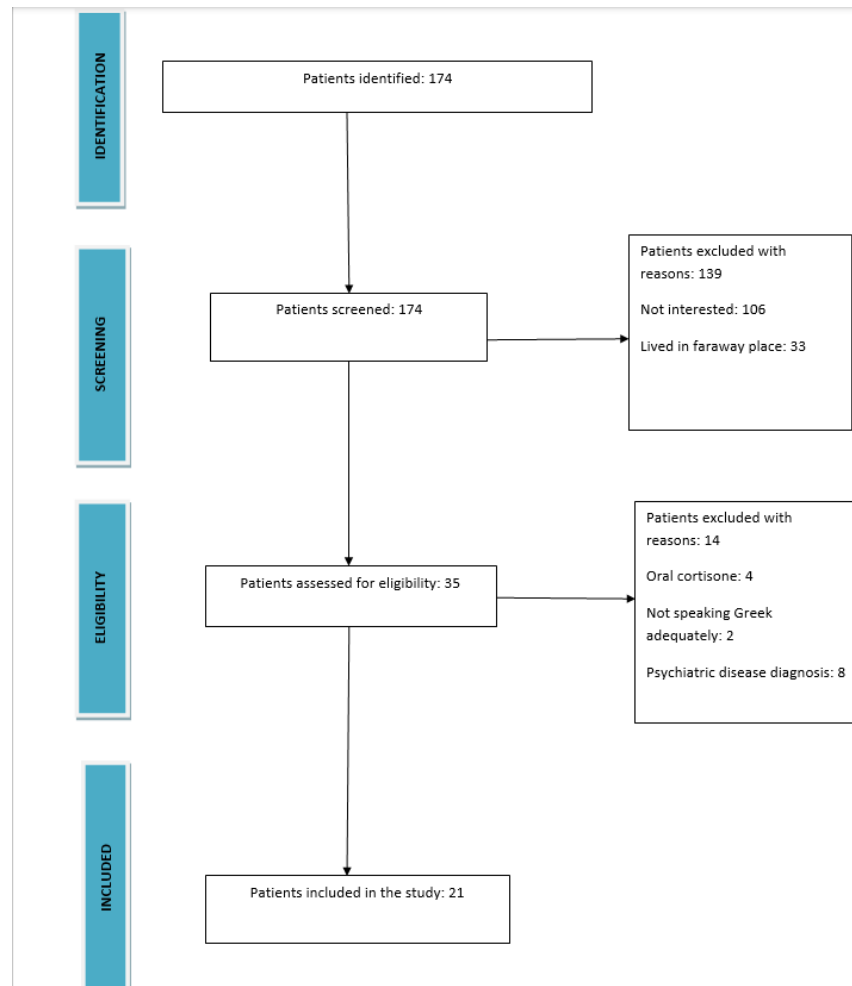 IDENTIFICATION
Patients identified: 174
SCREENING
Patients screened: 174
Patients excluded with
reasons: 139
Not interested: 106
Lived in faraway place: 33
ELIGIBILITY
Patients assessed for eligibility: 35
Patients excluded with
reasons: 14
Oral cortisone: 4
Not speaking Greek
adequately: 2
Psychiatric disease diagnosis: 8
INCLUDED
Patients included in the study: 21